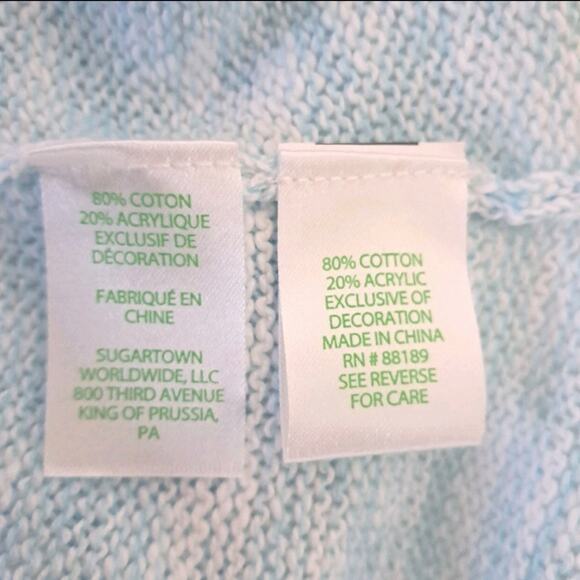 80% COTON
20% ACRYLIQUE
EXCLUSIF DE
DÉCORATION
FABRIQUÉ EN
CHINE
SUGARTOWN
WORLDWIDE, LLC
800 THIRD AVENUE
KING OF PRUSSIA,
PA
80% COTTON
20% ACRYLIC
EXCLUSIVE OF
DECORATION
MADE IN CHINA
RN # 88189
SEE REVERSE
FOR CARE